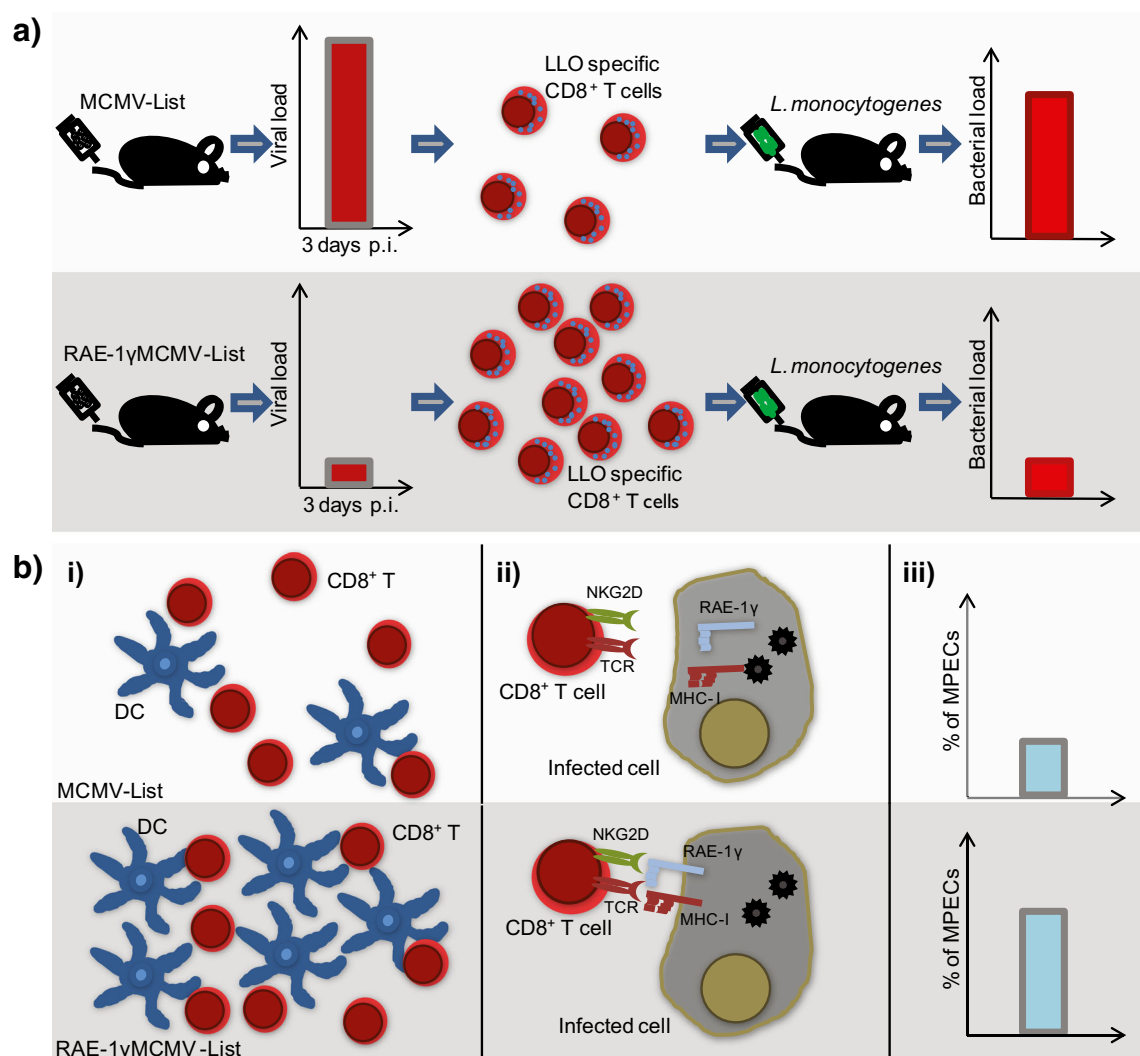 a)
MCMV-List
Viral load
3 days p.i.
LLO specific
CD8⁺ T cells
L. monocytogenes
Bacterial load
RAE-1γMCMV-List
Viral load
3 days p.i.
LLO specific
CD8⁺ T cells
L. monocytogenes
Bacterial load
b)
i)
CD8⁺ T
DC
MCMV-List
ii)
NKG2D
TCR
CD8⁺ T cell
RAE-1γ
MHC-I
Infected cell
iii)
% of MPECs
DC
CD8⁺ T
RAE-1γMCMV-List
NKG2D
TCR
CD8⁺ T cell
RAE-1γ
MHC-I
Infected cell
% of MPECs